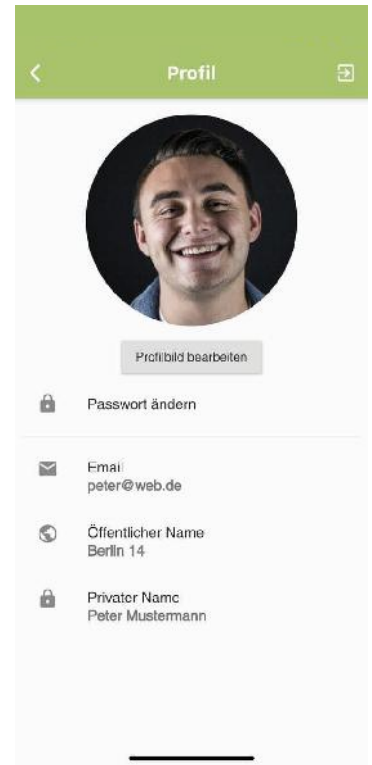 Profil
Profilbild bearbeiten
Passwort ändern
Email
peter@web.de
Öffentlicher Name
Berlin 14
Privater Name
Peter Mustermann